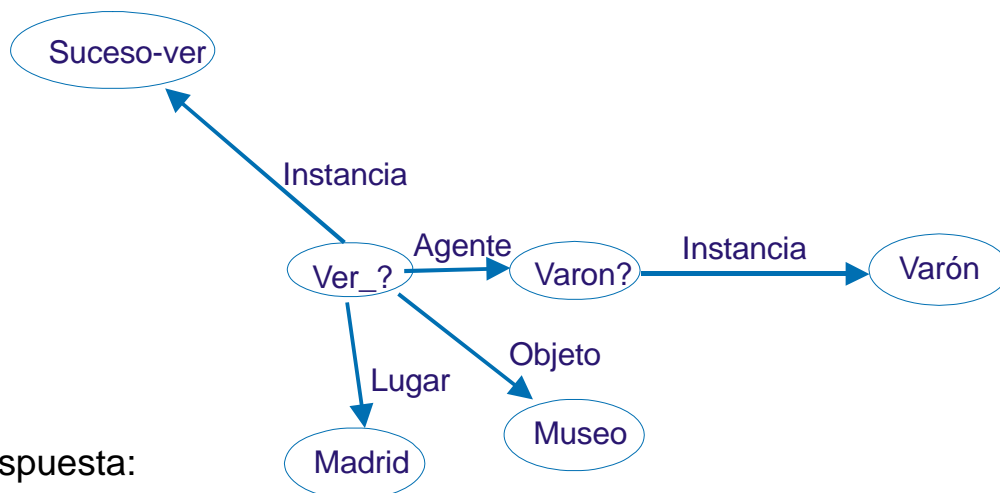 Suceso-ver
Instancia
Agente
Instancia
Ver_?
Varon?
Varón
Objeto
Lugar
Museo
spuesta:
Madrid